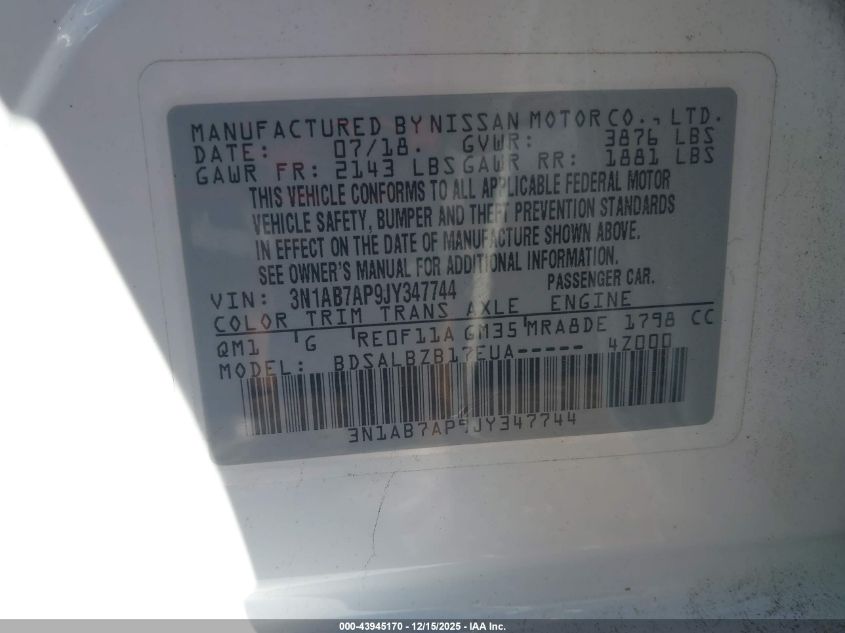 MANUFACTURED BY NISSAN MOTOR CO., LTD.
DATE: 07/18. GVWR: 3876 LBS
GAWR FR: 2143 LBS GAWR RR: 1881 LBS
THIS VEHICLE CONFORMS TO ALL APPLICABLE FEDERAL MOTOR
VEHICLE SAFETY, BUMPER AND THEFT PREVENTION STANDARDS
IN EFFECT ON THE DATE OF MANUFACTURE SHOWN ABOVE.
SEE OWNER'S MANUAL FOR ADDITIONAL INFORMATION.
VIN: 3N1AB7AP9JY347744 PASSENGER CAR.
COLOR TRIM TRANS AXLE ENGINE
QM1 G RE0F11A GM35 MRA8DE 1798 CC
MODEL: BDSALBZB17EUA----- 4Z000
3N1AB7AP9JY347744
000-43945170 - 12/15/2025 - IAA Inc.